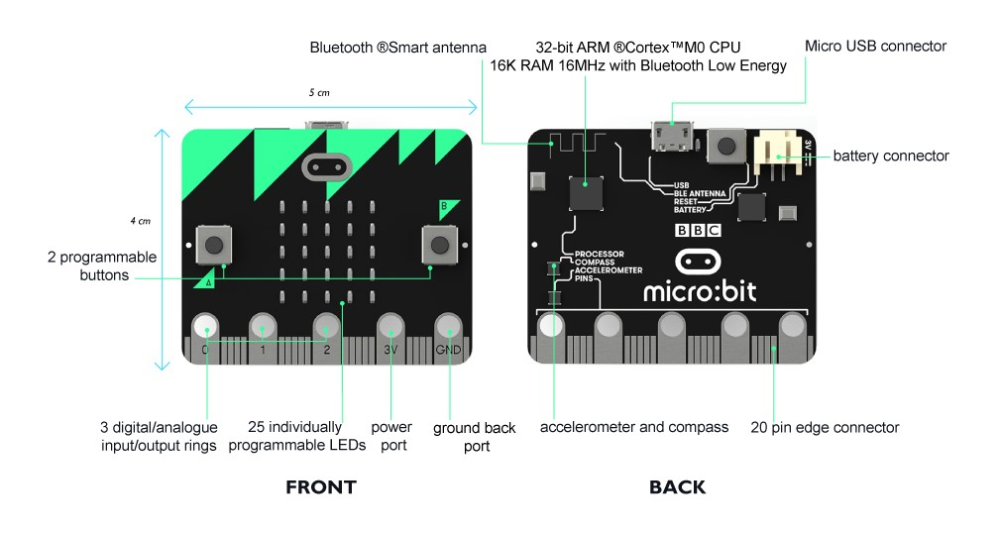 Bluetooth ®Smart antenna
32-bit ARM ®Cortex™M0 CPU
16K RAM 16MHz with Bluetooth Low Energy
Micro USB connector
5 cm
4 cm
B
A
2 programmable
buttons
0
1
2
3V
GND
3 digital/analogue
input/output rings
25 individually
programmable LEDs
power
port
ground back
port
FRONT
battery connector
3V
USB
BLE ANTENNA
RESET
BATTERY
BBC
PROCESSOR
COMPASS
ACCELEROMETER
PINS
micro:bit
accelerometer and compass
20 pin edge connector
BACK